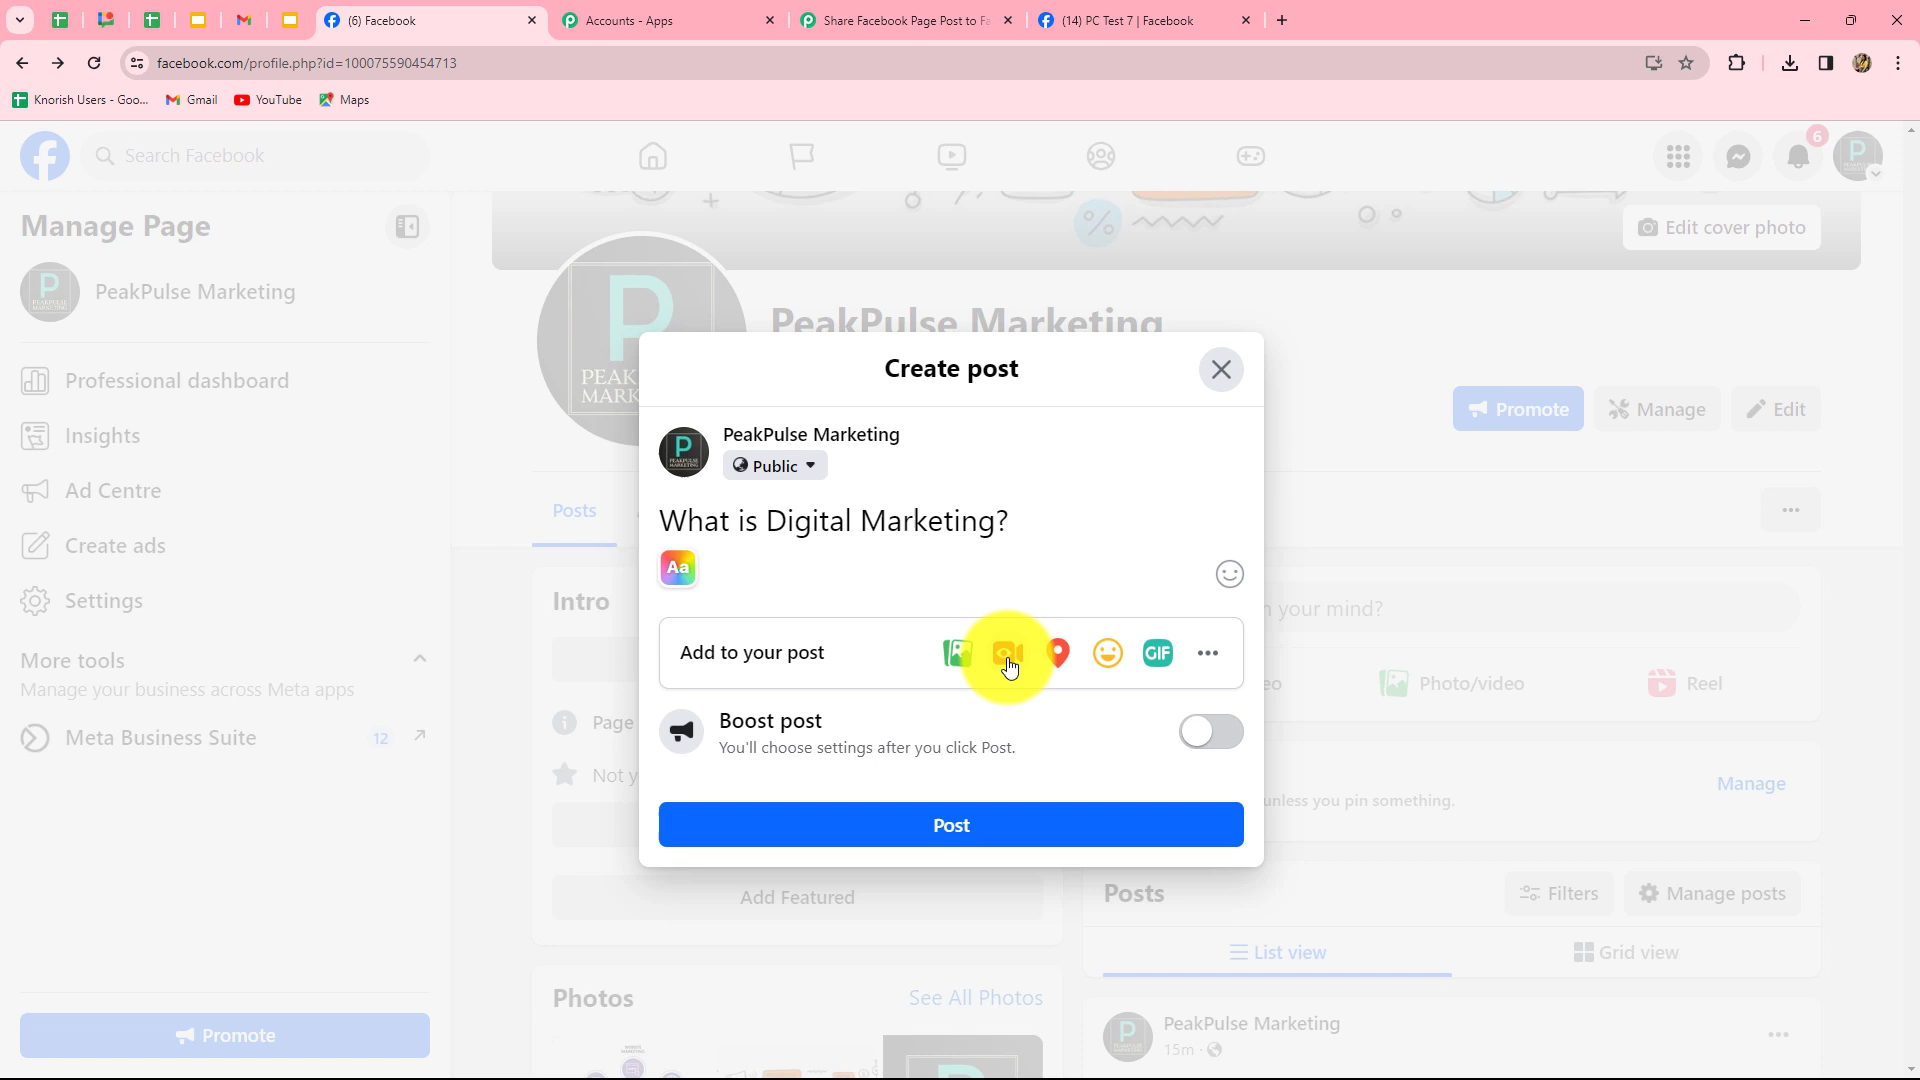 (6) Facebook
Accounts - Apps
Share Facebook Page Post to Fa
(14) PC Test 7 | Facebook
facebook.com/profile.php?id=100075590454713
Knorish Users - Goo...
Gmail
YouTube
Maps
Search Facebook
6
Manage Page
Edit cover photo
PeakPulse Marketing
PeakPulse Marketing
Professional dashboard
Insights
Ad Centre
Create ads
Settings
More tools
Manage your business across Meta apps
Meta Business Suite
12
Promote
P
PEAK
MARK
Promote
Manage
Edit
Create post
PeakPulse Marketing
Public
What is Digital Marketing?
Aa
Add to your post
GIF
Boost post
You'll choose settings after you click Post.
Post
Posts
Intro
n your mind?
eo
Photo/video
Reel
Page
Not y
Manage
unless you pin something.
Add Featured
Posts
Filters
Manage posts
List view
Grid view
Photos
See All Photos
PeakPulse Marketing
15m